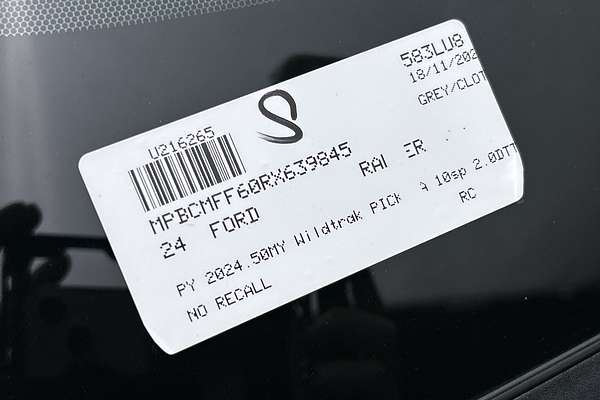 583LU8
18/11/202
GREY/CLOT
U216265
MPBCMFF60RX639845
24 FORD RAN ER
PY 2024.50MY Wildtrak PICK A 10sp 2.0DTT
RC
NO RECALL